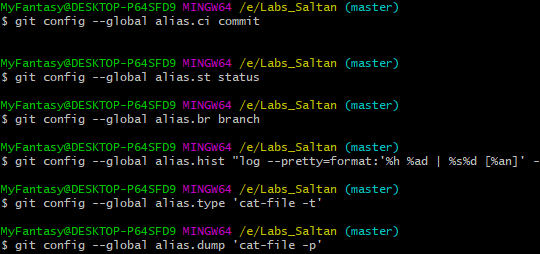 MyFantasy@DESKTOP-P64SFD9 MINGW64 /e/Labs_Saltan (master)
$ git config --global alias.ci commit
MyFantasy@DESKTOP-P64SFD9 MINGW64 /e/Labs_Saltan (master)
$ git config --global alias.st status
MyFantasy@DESKTOP-P64SFD9 MINGW64 /e/Labs_Saltan (master)
$ git config --global alias.br branch
MyFantasy@DESKTOP-P64SFD9 MINGW64 /e/Labs_Saltan (master)
$ git config --global alias.hist "log --pretty=format:'%h %ad | %s%d [%an]' -
MyFantasy@DESKTOP-P64SFD9 MINGW64 /e/Labs_Saltan (master)
$ git config --global alias.type 'cat-file -t'
MyFantasy@DESKTOP-P64SFD9 MINGW64 /e/Labs_Saltan (master)
$ git config --global alias.dump 'cat-file -p'